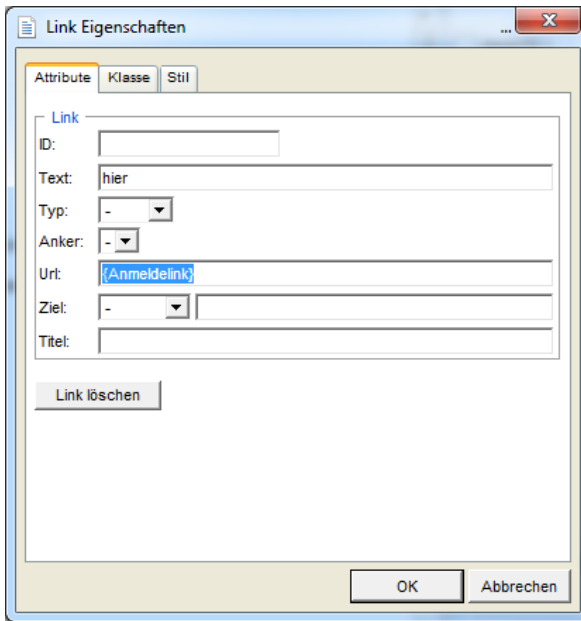 Link Eigenschaften ...
Attribute Klasse Stil
Link
ID:
Text: hier
Typ: -
Anker: -
Url: {Anmeldelink}
Ziel: -
Titel:
Link löschen
OK Abbrechen